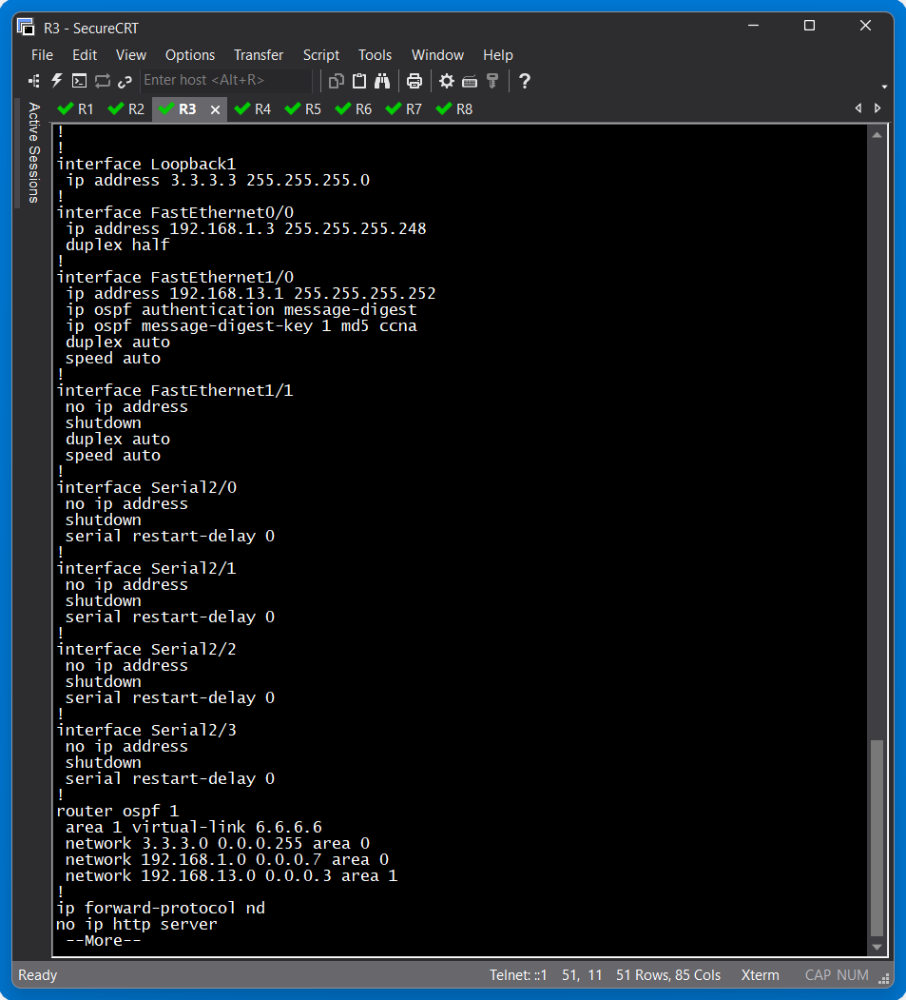 R3 - SecureCRT
File Edit View Options Transfer Script Tools Window Help
Enter host <Alt+R>
R1 R2 R3 R4 R5 R6 R7 R8
Active Sessions
!
!
interface Loopback1
 ip address 3.3.3.3 255.255.255.0
!
interface FastEthernet0/0
 ip address 192.168.1.3 255.255.255.248
 duplex half
!
interface FastEthernet1/0
 ip address 192.168.13.1 255.255.255.252
 ip ospf authentication message-digest
 ip ospf message-digest-key 1 md5 ccna
 duplex auto
 speed auto
!
interface FastEthernet1/1
 no ip address
 shutdown
 duplex auto
 speed auto
!
interface Serial2/0
 no ip address
 shutdown
 serial restart-delay 0
!
interface Serial2/1
 no ip address
 shutdown
 serial restart-delay 0
!
interface Serial2/2
 no ip address
 shutdown
 serial restart-delay 0
!
interface Serial2/3
 no ip address
 shutdown
 serial restart-delay 0
!
router ospf 1
 area 1 virtual-link 6.6.6.6
 network 3.3.3.0 0.0.0.255 area 0
 network 192.168.1.0 0.0.0.7 area 0
 network 192.168.13.0 0.0.0.3 area 1
!
ip forward-protocol nd
no ip http server
 --More--
Ready Telnet: ::1 51, 11 51 Rows, 85 Cols Xterm CAP NUM